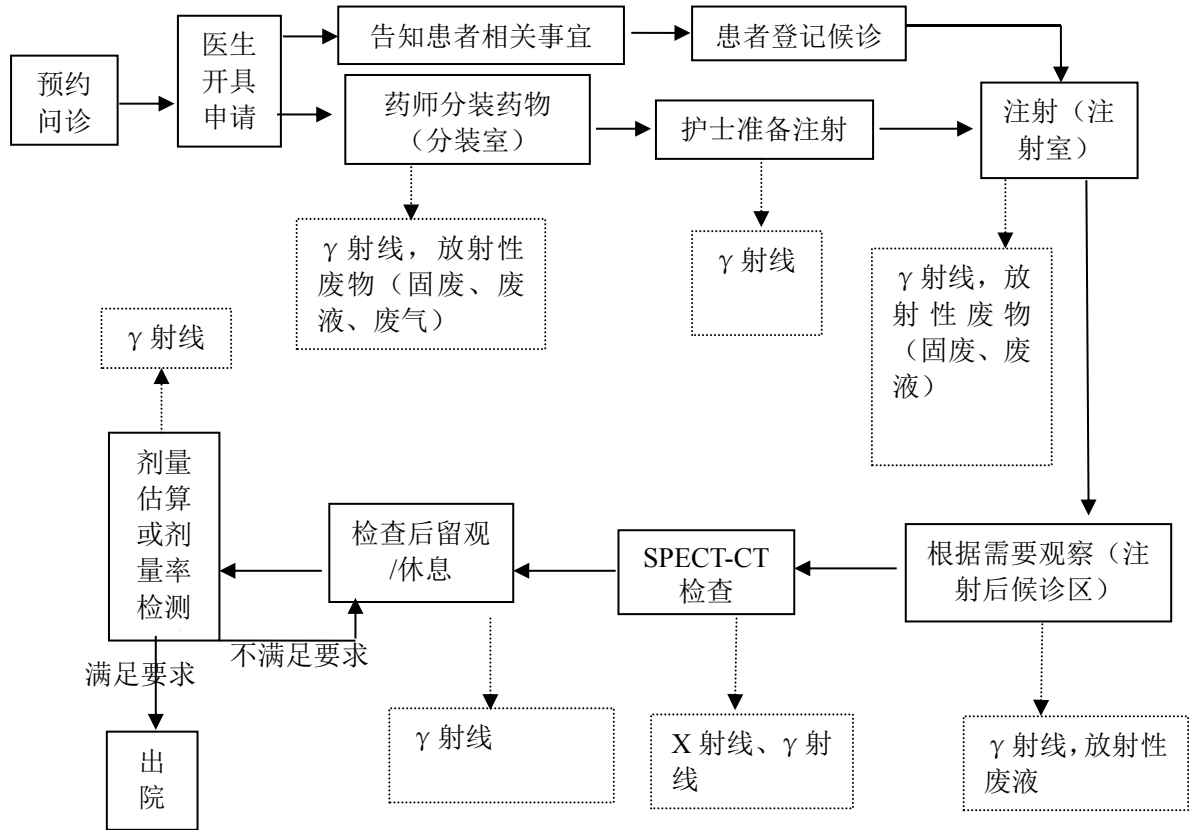 预约
问诊
医生
开具
申请
告知患者相关事宜
患者登记候诊
药师分装药物
（分装室）
护士准备注射
注射（注
射室）
γ射线，放射性
废物（固废、废
液、废气）
γ射线
γ射线，放
射性废物
（固废、废
液）
γ射线
剂量
估算
或剂
量率
检测
检查后留观
/休息
SPECT-CT
检查
根据需要观察（注
射后候诊区）
不满足要求
满足要求
出
院
γ射线
X 射线、γ射
线
γ射线，放射性
废液